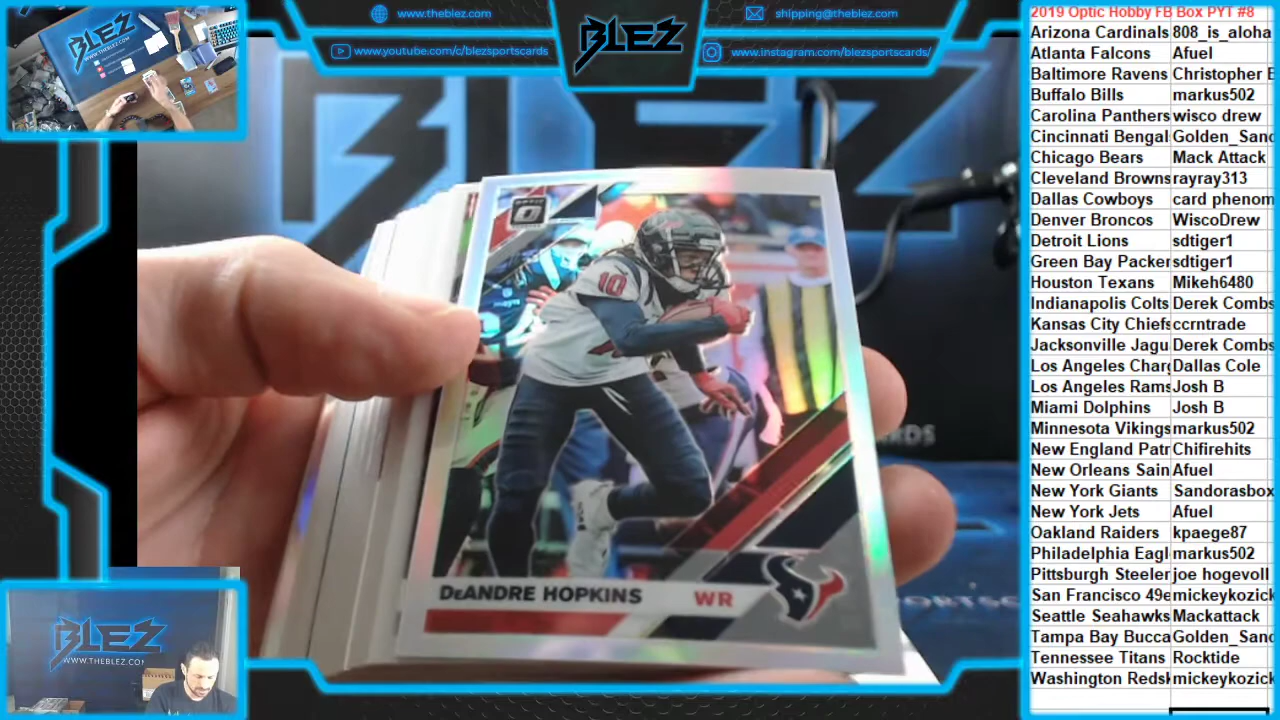 www.theblez.com
shipping@theblez.com
www.youtube.com/c/blezsportscards
BLEZ
www.instagram.com/blezsportscards/
2019 Optic Hobby FB Box PYT #8
Arizona Cardinals 808_is_aloha
Atlanta Falcons Afuel
Baltimore Ravens Christopher E
Buffalo Bills markus502
Carolina Panthers wisco drew
Cincinnati Bengal Golden_Sand
Chicago Bears Mack Attack
Cleveland Browns rayray313
Dallas Cowboys card phenom
Denver Broncos WiscoDrew
Detroit Lions sdtiger1
Green Bay Packer sdtiger1
Houston Texans Mikeh6480
Indianapolis Colts Derek Combs
Kansas City Chiefs ccrntrade
Jacksonville Jagu Derek Combs
Los Angeles Charg Dallas Cole
Los Angeles Rams Josh B
Miami Dolphins Josh B
Minnesota Vikings markus502
New England Patr Chifirehits
New Orleans Sain Afuel
New York Giants Sandorasbox
New York Jets Afuel
Oakland Raiders kpaege87
Philadelphia Eagl markus502
Pittsburgh Steeler joe hogevoll
San Francisco 49e mickeykozick
Seattle Seahawks Mackattack
Tampa Bay Bucca Golden_Sand
Tennessee Titans Rocktide
Washington Redsk mickeykozick
BLEZ
OPTIC
10
DeANDRE HOPKINS WR
BLEZ
WWW.THEBLEZ.COM
BLEZ